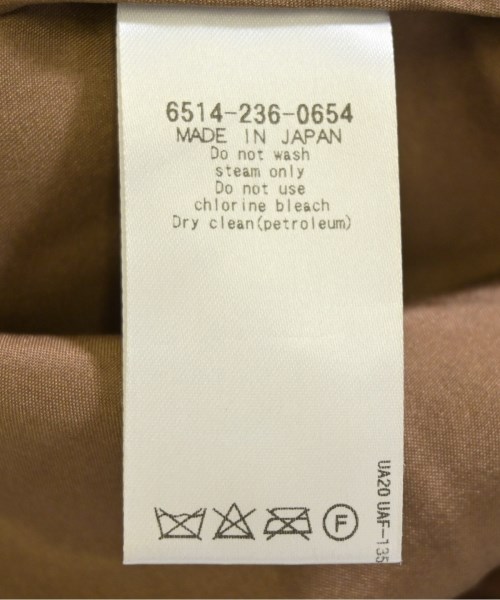 6514-236-0654
MADE IN JAPAN
Do not wash
steam only
Do not use
chlorine bleach
Dry clean(petroleum)
F
UA20 UAF-135